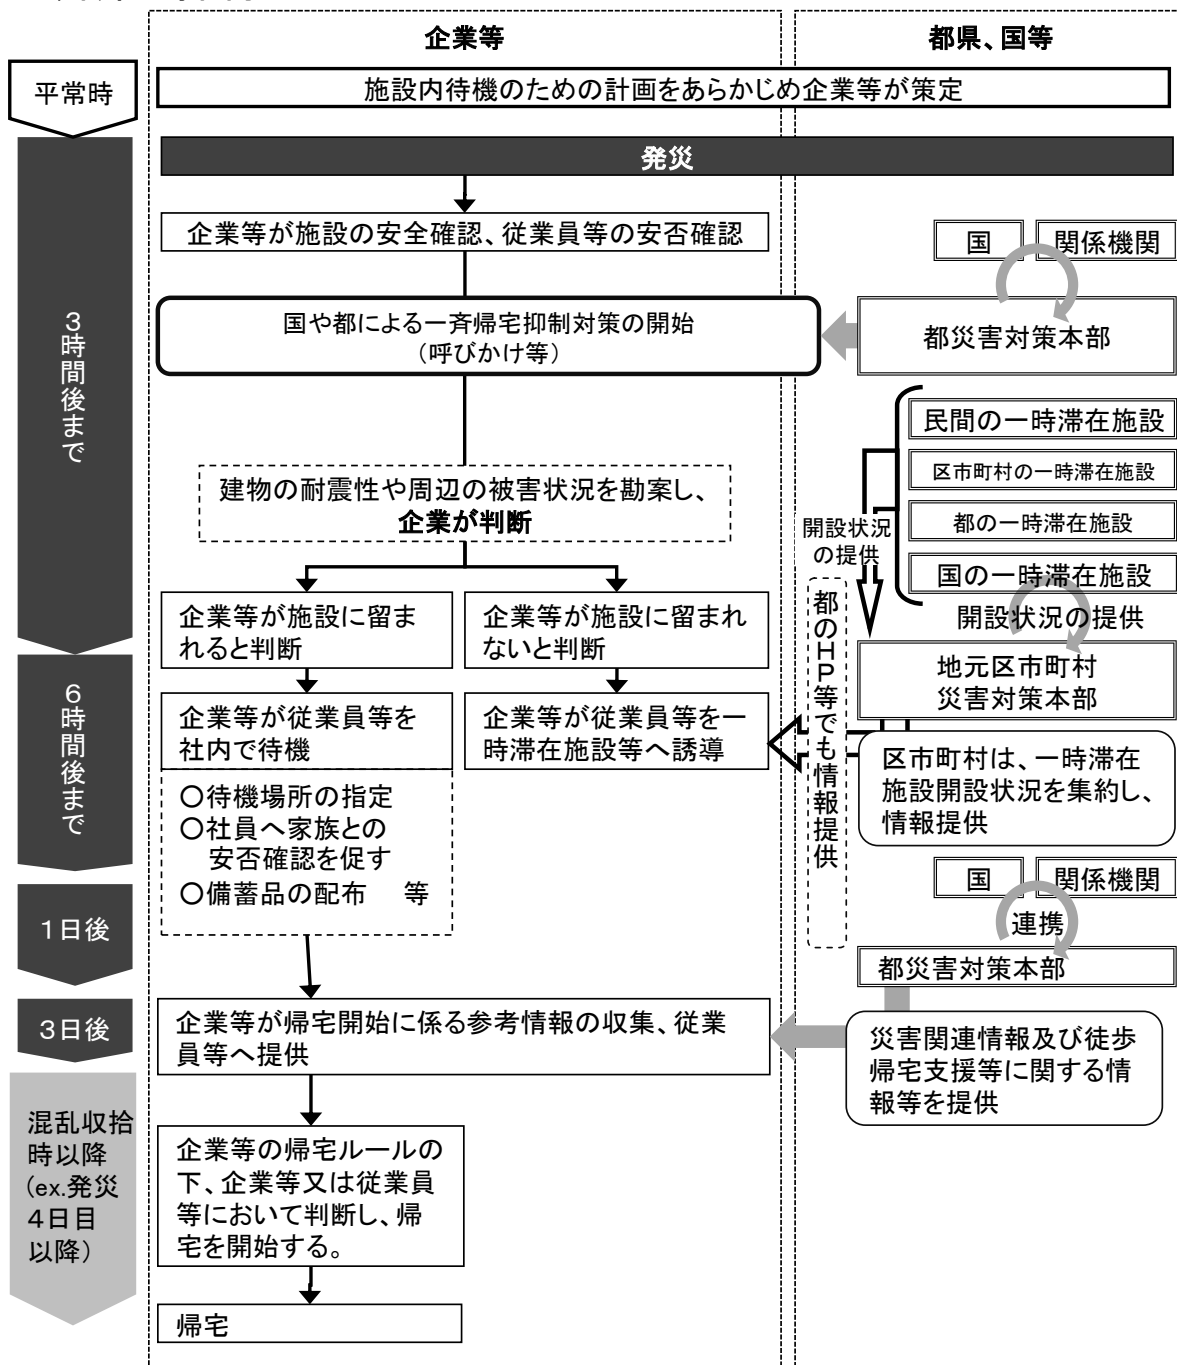 企業等
都県、国等
平常時
施設内待機のための計画をあらかじめ企業等が策定
発災
3時間後まで
企業等が施設の安全確認、従業員等の安否確認
国
関係機関
国や都による一斉帰宅抑制対策の開始
（呼びかけ等）
都災害対策本部
民間の一時滞在施設
区市町村の一時滞在施設
都の一時滞在施設
国の一時滞在施設
建物の耐震性や周辺の被害状況を勘案し、
企業が判断
開設状況
の提供
開設状況の提供
都のＨＰ等でも情報提供
企業等が施設に留ま
れると判断
企業等が施設に留まれ
ないと判断
地元区市町村
災害対策本部
6時間後まで
企業等が従業員等を
社内で待機
企業等が従業員等を一
時滞在施設等へ誘導
区市町村は、一時滞在
施設開設状況を集約し、
情報提供
○待機場所の指定
○社員へ家族との
安否確認を促す
○備蓄品の配布　等
国
関係機関
連携
都災害対策本部
1日後
3日後
企業等が帰宅開始に係る参考情報の収集、従業
員等へ提供
災害関連情報及び徒歩
帰宅支援等に関する情
報等を提供
混乱収拾
時以降
（ex.発災
4日目
以降）
企業等の帰宅ルールの
下、企業等又は従業員
等において判断し、帰
宅を開始する。
帰宅